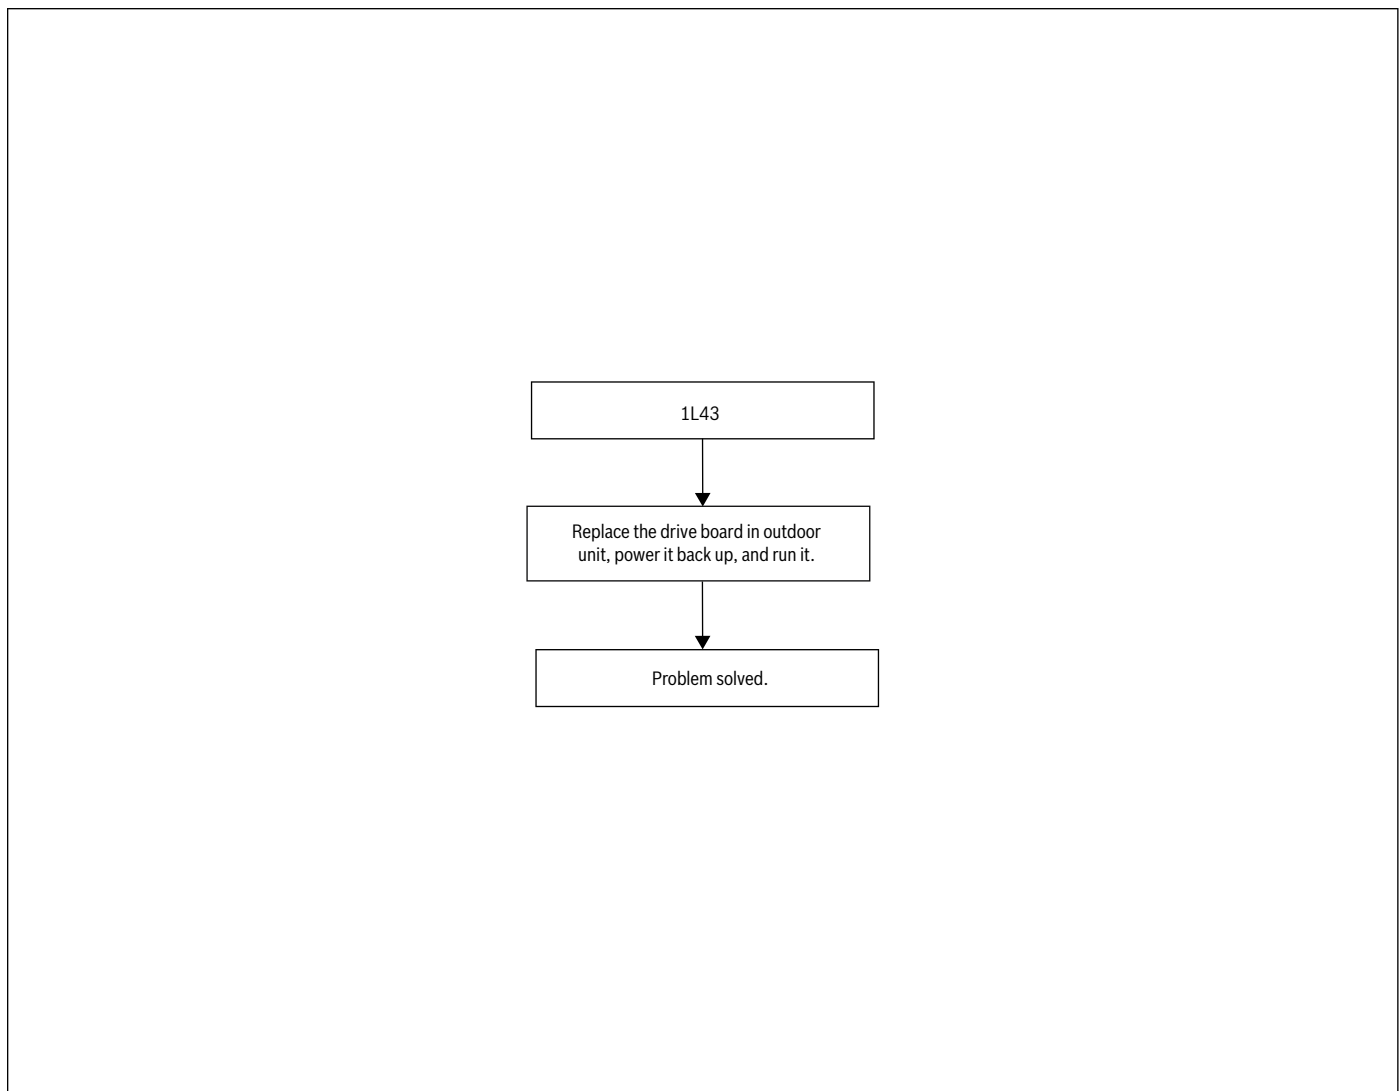 1L43
Replace the drive board in outdoor
unit, power it back up, and run it.
Problem solved.